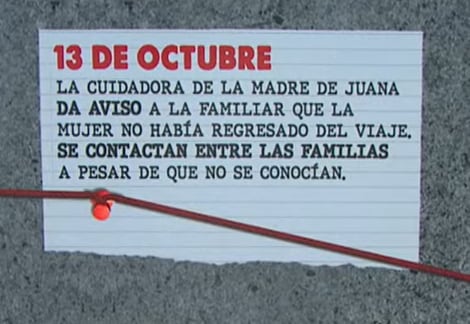 13 DE OCTUBRE
LA CUIDADORA DE LA MADRE DE JUANA
DA AVISO A LA FAMILIAR QUE LA
MUJER NO HABÍA REGRESADO DEL VIAJE.
SE CONTACTAN ENTRE LAS FAMILIAS
A PESAR DE QUE NO SE CONOCÍAN.